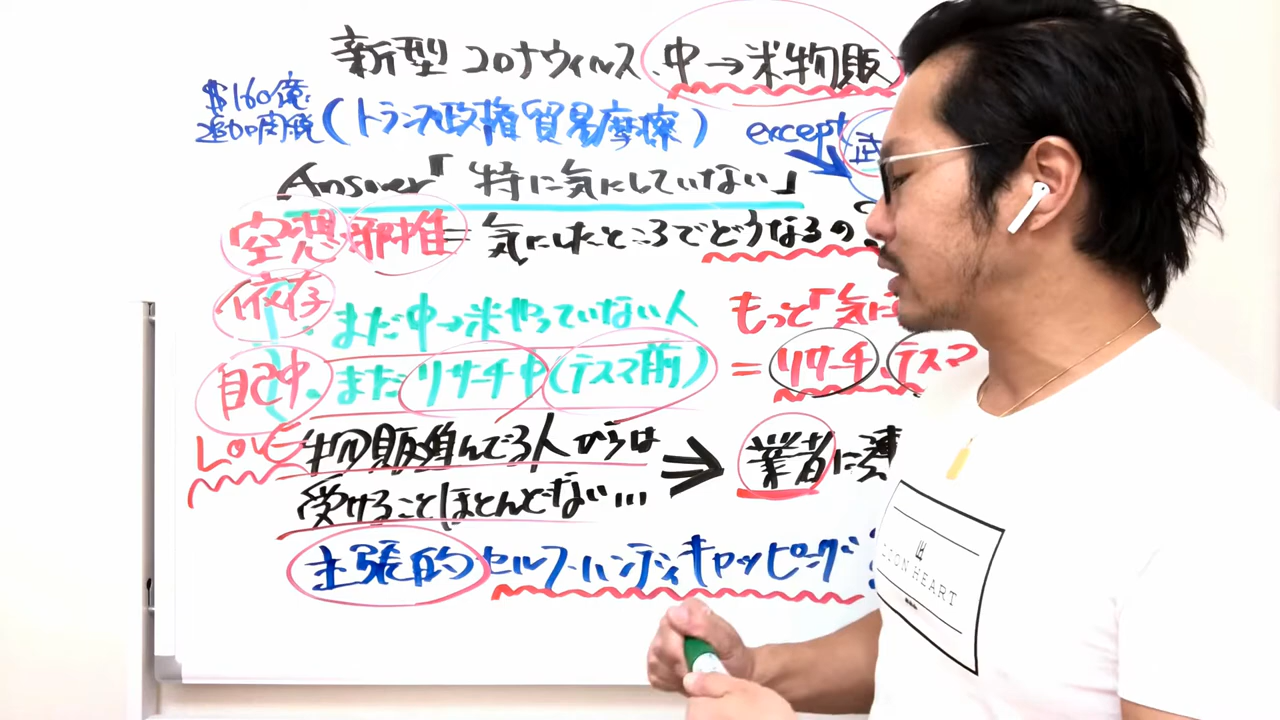 新型コロナウィルス 中→米物販
$160億
追加関税
(トランプ政権貿易摩擦)
except 武
Answer「特に気にしていない」
空想 邪推 = 気にしたところでどうなるの
依存
・まだ中→米やっていない人
もっと「気に
自己中
・まだリサーチ中(テスマ前)
= リサーチ、テスマ
LOVE
物販進んでる人からは
⇒ 業者に連
受けることほとんどない…
主張的セルフ・ハンディキャッピング
LION HEART